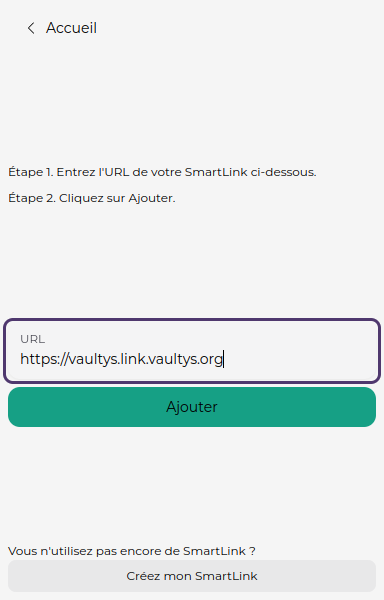 Accueil
Étape 1. Entrez l'URL de votre SmartLink ci-dessous.
Étape 2. Cliquez sur Ajouter.
URL
https://vaultys.link.vaultys.org
Ajouter
Vous n'utilisez pas encore de SmartLink ?
Créez mon SmartLink